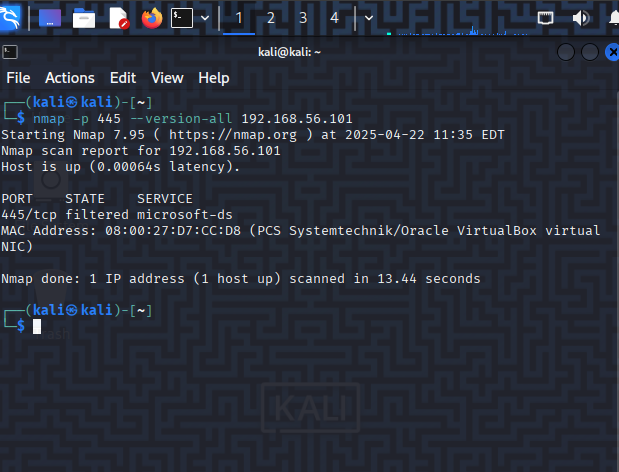 1 2 3 4
kali@kali: ~
File Actions Edit View Help
┌──(kali㉿kali)-[~]
└─$ nmap -p 445 --version-all 192.168.56.101
Starting Nmap 7.95 ( https://nmap.org ) at 2025-04-22 11:35 EDT
Nmap scan report for 192.168.56.101
Host is up (0.00064s latency).
PORT    STATE    SERVICE
445/tcp filtered microsoft-ds
MAC Address: 08:00:27:D7:CC:D8 (PCS Systemtechnik/Oracle VirtualBox virtual
NIC)
Nmap done: 1 IP address (1 host up) scanned in 13.44 seconds
┌──(kali㉿kali)-[~]
└─$
KALI